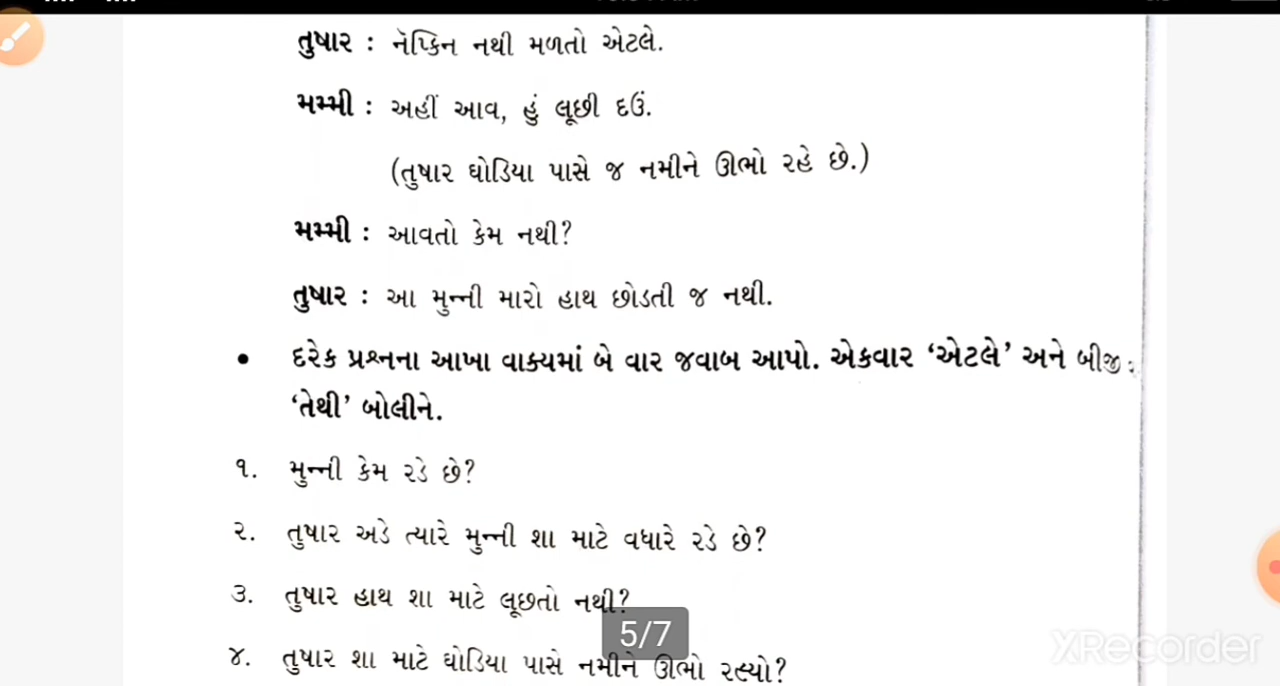 તુષાર : નૅપ્કિન નથી મળતો એટલે.
મમ્મી : અહીં આવ, હું લૂછી દઉં.
(તુષાર ઘોડિયા પાસે જ નમીને ઊભો રહે છે.)
મમ્મી : આવતો કેમ નથી?
તુષાર : આ મુન્ની મારો હાથ છોડતી જ નથી.
• દરેક પ્રશ્નના આખા વાક્યમાં બે વાર જવાબ આપો. એકવાર ‘એટલે’ અને બીજી
‘તેથી’ બોલીને.
૧. મુન્ની કેમ રડે છે?
૨. તુષાર અડે ત્યારે મુન્ની શા માટે વધારે રડે છે?
૩. તુષાર હાથ શા માટે લૂછતો નથી?
5/7
૪. તુષાર શા માટે ઘોડિયા પાસે નમીને ઊભો રહ્યો?
XRecorder